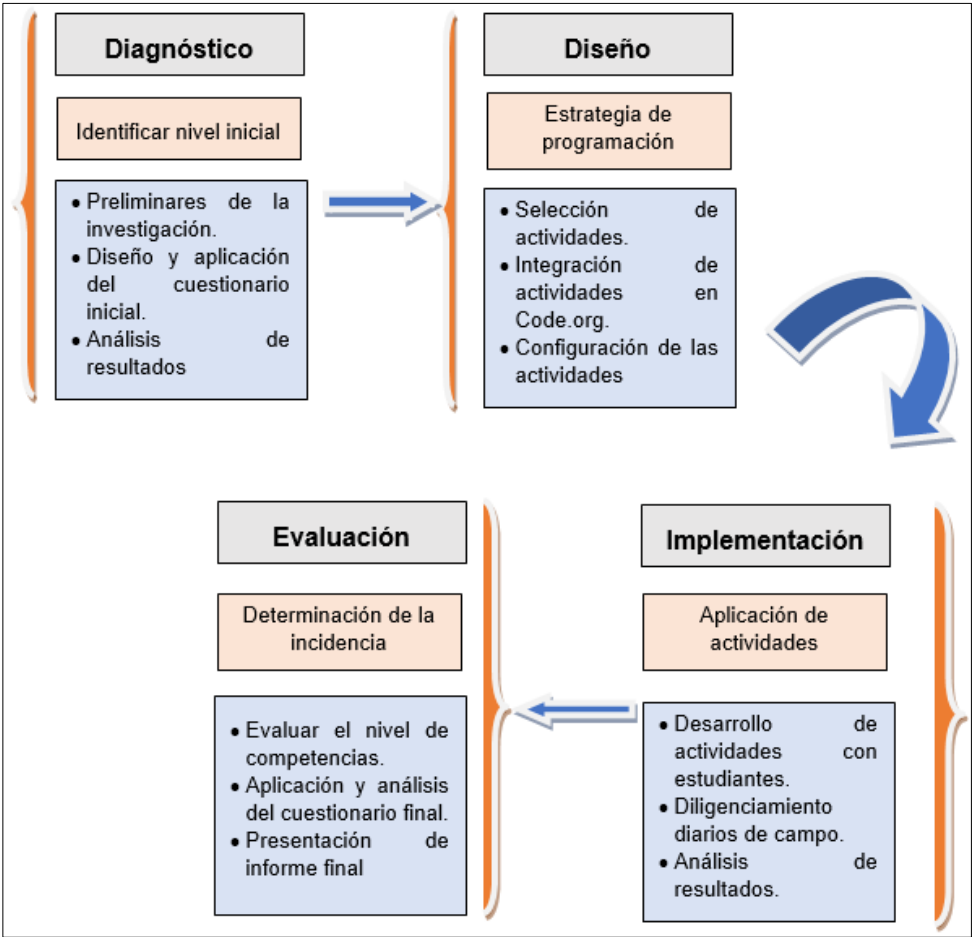 Diagnóstico
Identificar nivel inicial
• Preliminares de la
investigación.
• Diseño y aplicación
del cuestionario
inicial.
• Análisis de
resultados
Diseño
Estrategia de
programación
• Selección de
actividades.
• Integración de
actividades en
Code.org.
• Configuración de las
actividades
Implementación
Aplicación de
actividades
• Desarrollo de
actividades con
estudiantes.
• Diligenciamiento
diarios de campo.
• Análisis de
resultados.
Evaluación
Determinación de la
incidencia
• Evaluar el nivel de
competencias.
• Aplicación y análisis
del cuestionario final.
• Presentación de
informe final